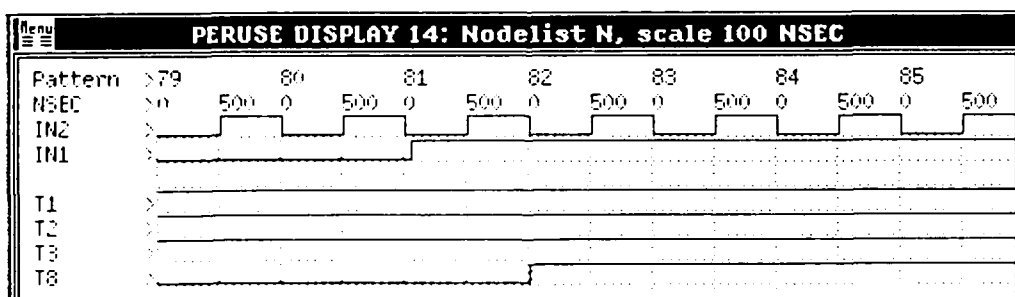 Menu PERUSE DISPLAY 14: Nodelist N, scale 100 NSEC
Pattern >79 80 81 82 83 84 85
NSEC >0 500 0 500 0 500 0 500 0 500 0 500 0 500
IN2 >
IN1 >
T1 >
T2 >
T3 >
T8 >